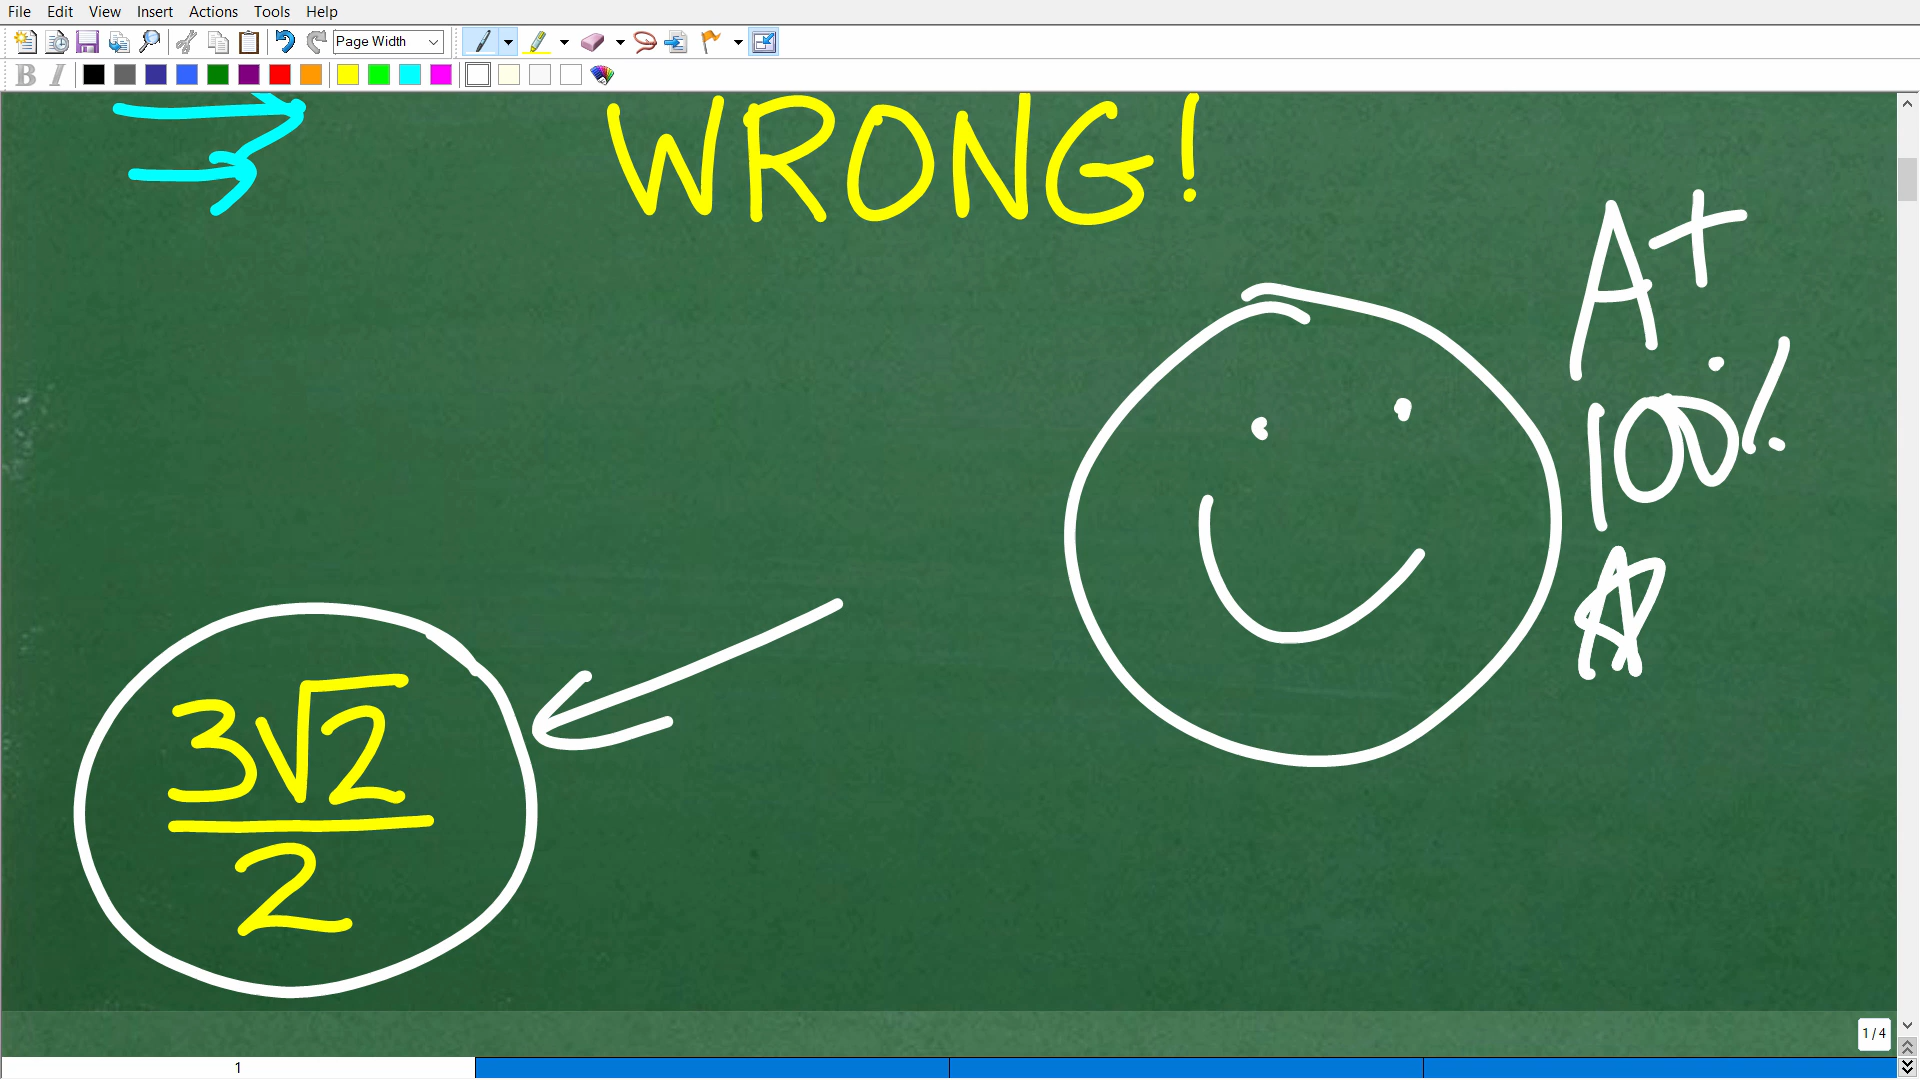 File Edit View Insert Actions Tools Help
Page Width
B I
WRONG!
A+
100%
3√2
2
1 / 4
1